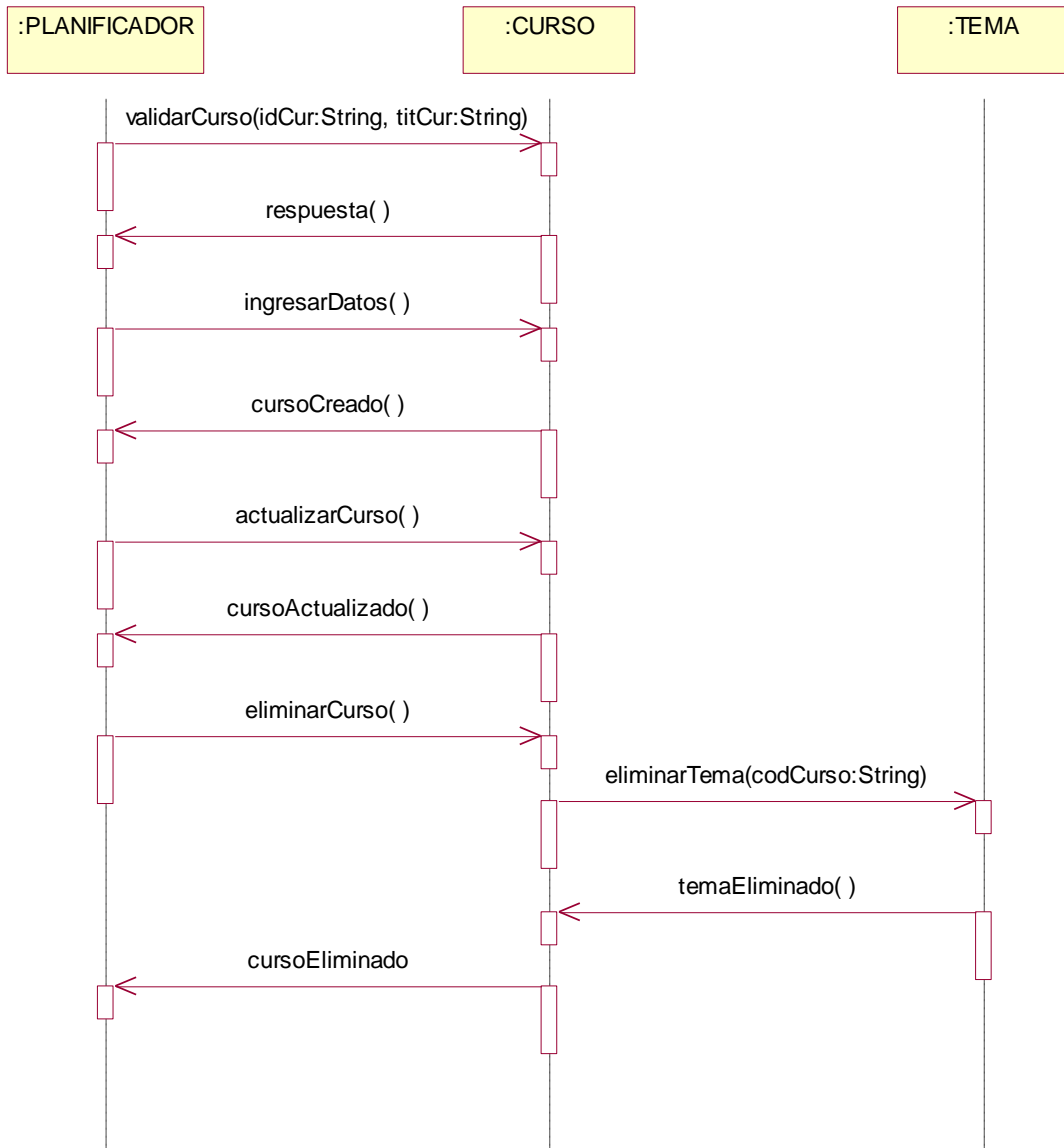 :PLANIFICADOR
:CURSO
:TEMA
validarCurso(idCur:String, titCur:String)
respuesta( )
ingresarDatos( )
cursoCreado( )
actualizarCurso( )
cursoActualizado( )
eliminarCurso( )
eliminarTema(codCurso:String)
temaEliminado( )
cursoEliminado